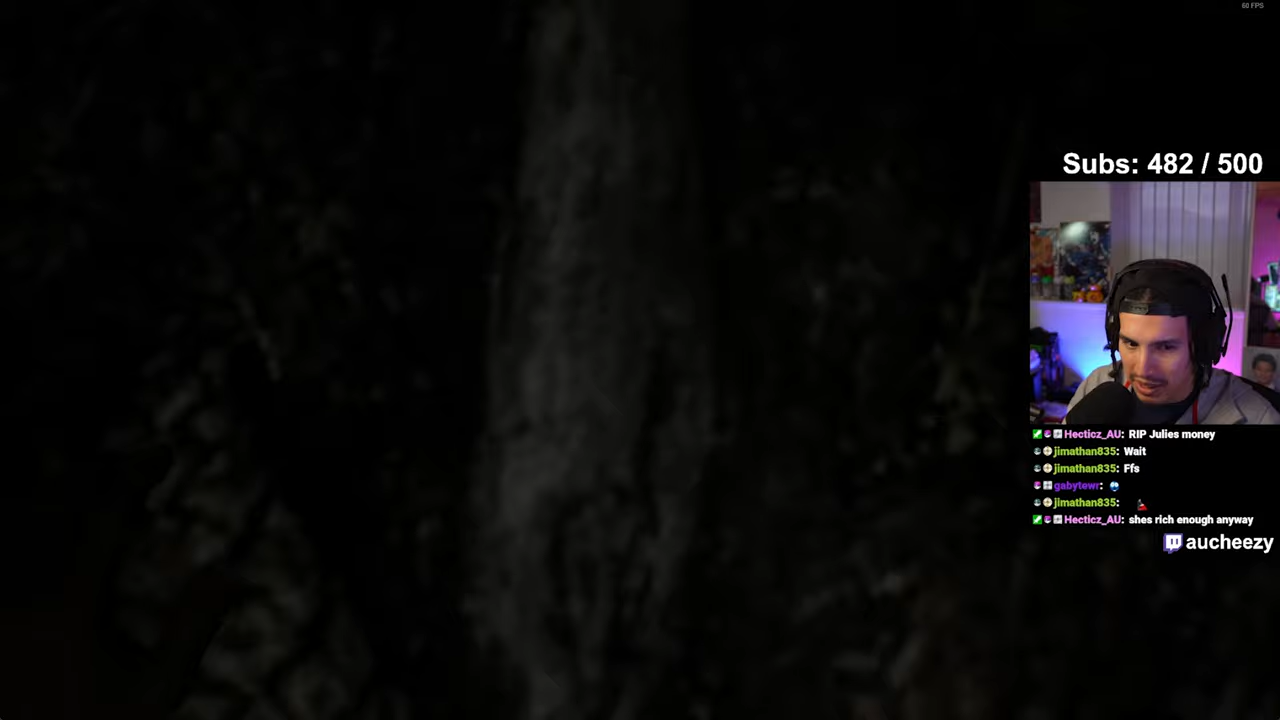 60 FPS
Subs: 482 / 500
Hecticz_AU: RIP Julies money
jimathan835: Wait
jimathan835: Ffs
gabytewr:
jimathan835:
Hecticz_AU: shes rich enough anyway
aucheezy